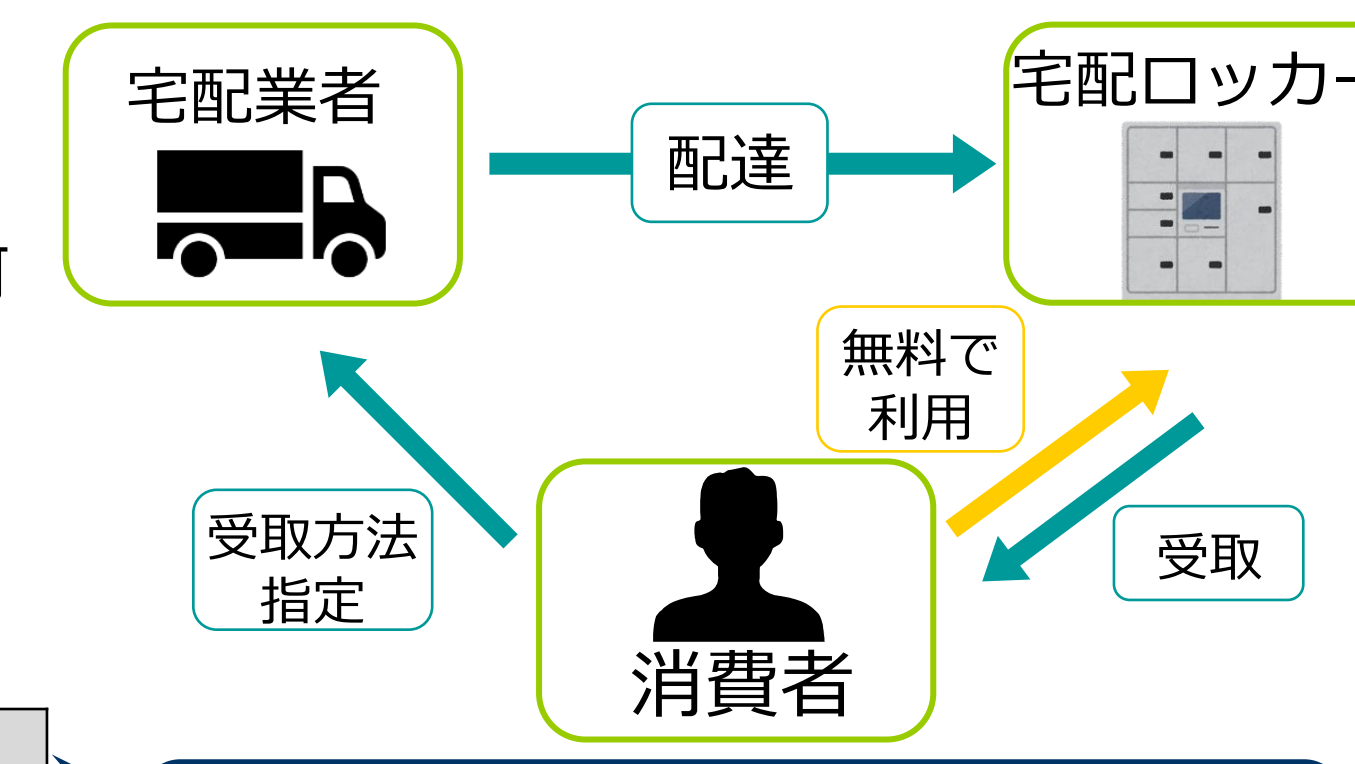 宅配業者
配達
宅配ロッカー
無料で
利用
受取方法
指定
受取
消費者